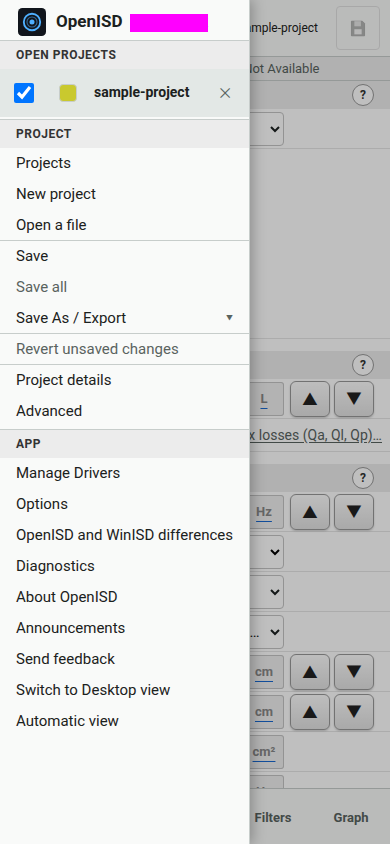 OpenISD
OPEN PROJECTS
sample-project
PROJECT
Projects
New project
Open a file
Save
Save all
Save As / Export
Revert unsaved changes
Project details
Advanced
APP
Manage Drivers
Options
OpenISD and WinISD differences
Diagnostics
About OpenISD
Announcements
Send feedback
Switch to Desktop view
Automatic view
mple-project
ot Available
?
?
L
x losses (Qa, Ql, Qp)...
?
Hz
...
cm
cm
cm²
Filters
Graph